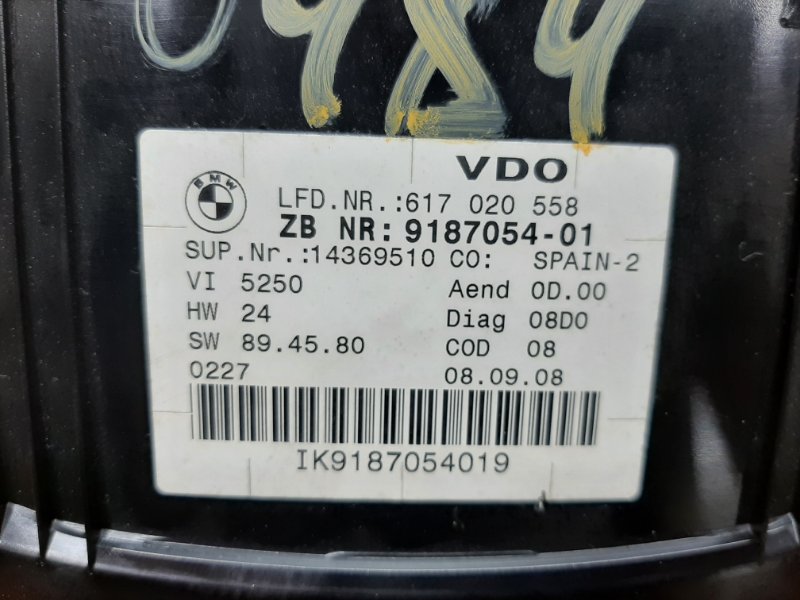 VDO
BMW
LFD.NR.:617 020 558
ZB NR: 9187054-01
SUP.Nr.:14369510 CO: SPAIN-2
VI 5250 Aend 0D.00
HW 24 Diag 08D0
SW 89.45.80 COD 08
0227 08.09.08
IK9187054019